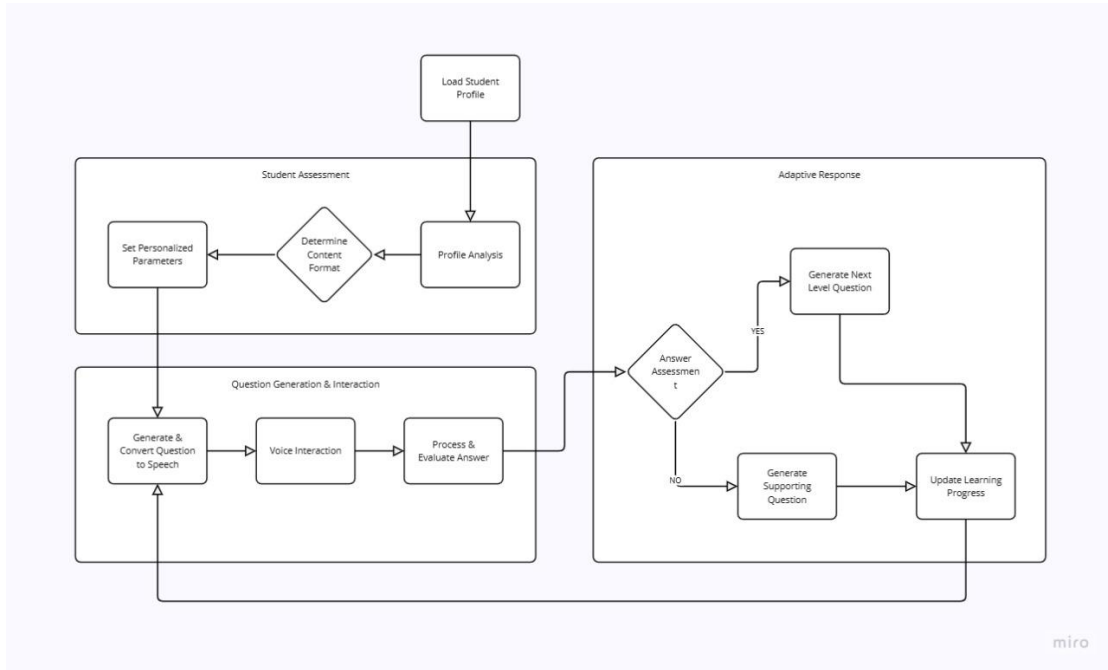 Load Student
Profile
Student Assessment
Set Personalized
Parameters
Determine
Content
Format
Profile Analysis
Question Generation & Interaction
Generate &
Convert Question
to Speech
Voice Interaction
Process &
Evaluate Answer
Adaptive Response
Generate Next
Level Question
YES
Answer
Assessmen
t
NO
Generate
Supporting
Question
Update Learning
Progress
miro